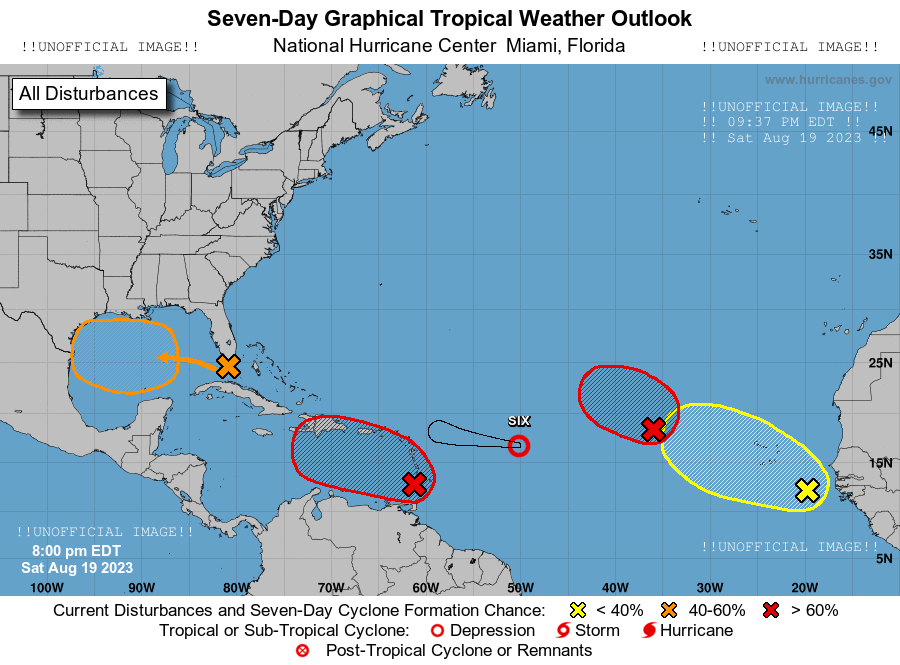 Seven-Day Graphical Tropical Weather Outlook
!!UNOFFICIAL IMAGE!! National Hurricane Center  Miami, Florida !!UNOFFICIAL IMAGE!!
www.hurricanes.gov
All Disturbances
!!UNOFFICIAL IMAGE!!
!! 09:37 PM EDT !!
!! Sat Aug 19 2023 !!
45N
35N
25N
SIX
15N
!!UNOFFICIAL IMAGE!!
8:00 pm EDT
Sat Aug 19 2023
!!UNOFFICIAL IMAGE!!
5N
100W 90W 80W 70W 60W 50W 40W 30W 20W
Current Disturbances and Seven-Day Cyclone Formation Chance: < 40% 40-60% > 60%
Tropical or Sub-Tropical Cyclone: Depression Storm Hurricane
Post-Tropical Cyclone or Remnants